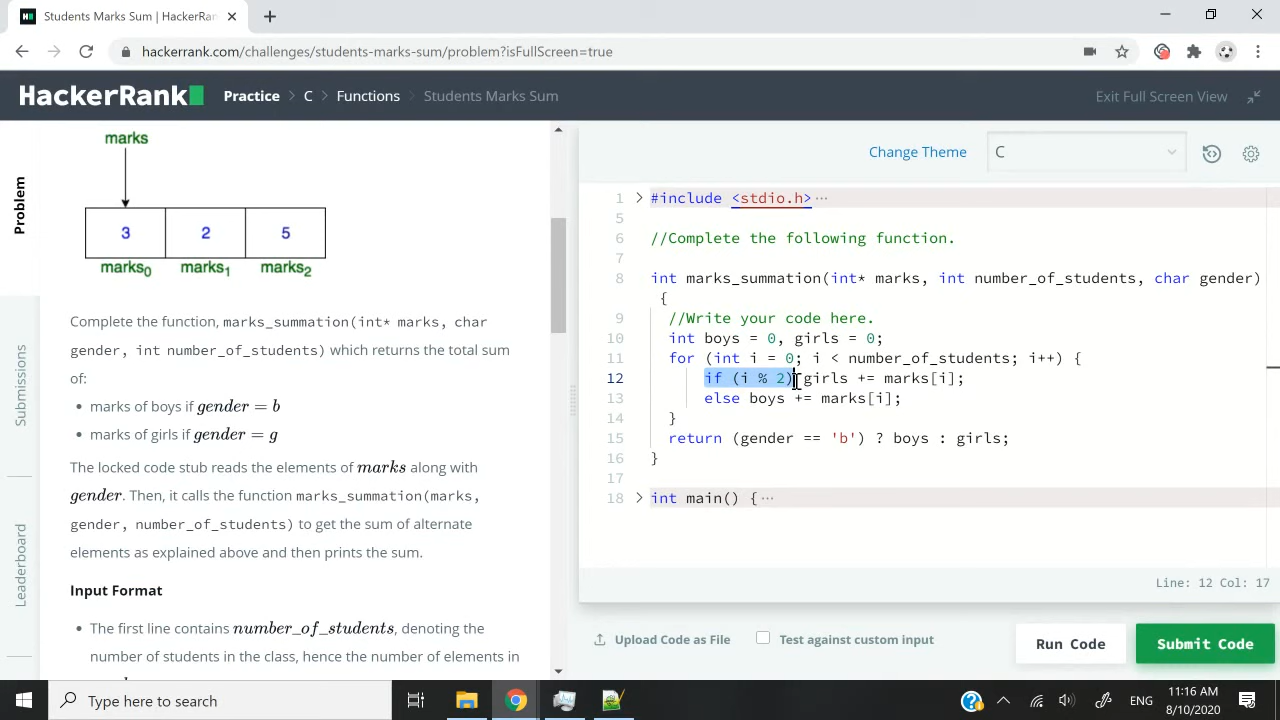 Students Marks Sum | HackerRan
hackerrank.com/challenges/students-marks-sum/problem?isFullScreen=true
HackerRank
Practice > C > Functions > Students Marks Sum
Exit Full Screen View
Problem
Submissions
Leaderboard
marks
3 2 5
marks0 marks1 marks2
Complete the function, marks_summation(int* marks, char
gender, int number_of_students) which returns the total sum
of:
• marks of boys if gender = b
• marks of girls if gender = g
The locked code stub reads the elements of marks along with
gender. Then, it calls the function marks_summation(marks,
gender, number_of_students) to get the sum of alternate
elements as explained above and then prints the sum.
Input Format
• The first line contains number_of_students, denoting the
number of students in the class, hence the number of elements in
Change Theme
C
1 > #include <stdio.h>···
5
6 //Complete the following function.
7
8 int marks_summation(int* marks, int number_of_students, char gender)
{
9 //Write your code here.
10 int boys = 0, girls = 0;
11 for (int i = 0; i < number_of_students; i++) {
12 if (i % 2) girls += marks[i];
13 else boys += marks[i];
14 }
15 return (gender == 'b') ? boys : girls;
16 }
17
18 > int main() {···
Line: 12 Col: 17
Upload Code as File
Test against custom input
Run Code
Submit Code
Type here to search
ENG
11:16 AM
8/10/2020